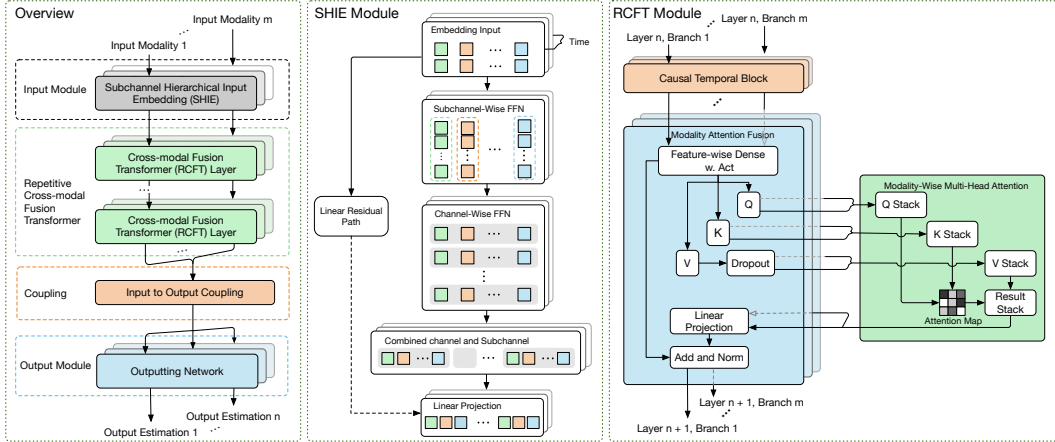 Overview
Input Modality m
...
Input Modality 1
Input Module
Subchannel Hierarchical Input
Embedding (SHIE)
Repetitive
Cross-modal
Fusion
Transformer
Cross-modal Fusion
Transformer (RCFT) Layer
...
Cross-modal Fusion
Transformer (RCFT) Layer
...
Coupling
Input to Output Coupling
Output Module
Outputting Network
Output Estimation n
...
Output Estimation 1
SHIE Module
Embedding Input
...
...
Time
Subchannel-Wise FFN
...
Linear Residual
Path
Channel-Wise FFN
...
...
...
...
Combined channel and Subchannel
... ... ...
Linear Projection
...
RCFT Module
Layer n, Branch m
...
Layer n, Branch 1
Causal Temporal Block
...
Modality Attention Fusion
Feature-wise Dense
w. Act
Q
K
V
Dropout
Linear
Projection
Add and Norm
Layer n + 1, Branch m
...
Layer n + 1, Branch 1
Modality-Wise Multi-Head Attention
Q Stack
K Stack
V Stack
Result
Stack
Attention Map